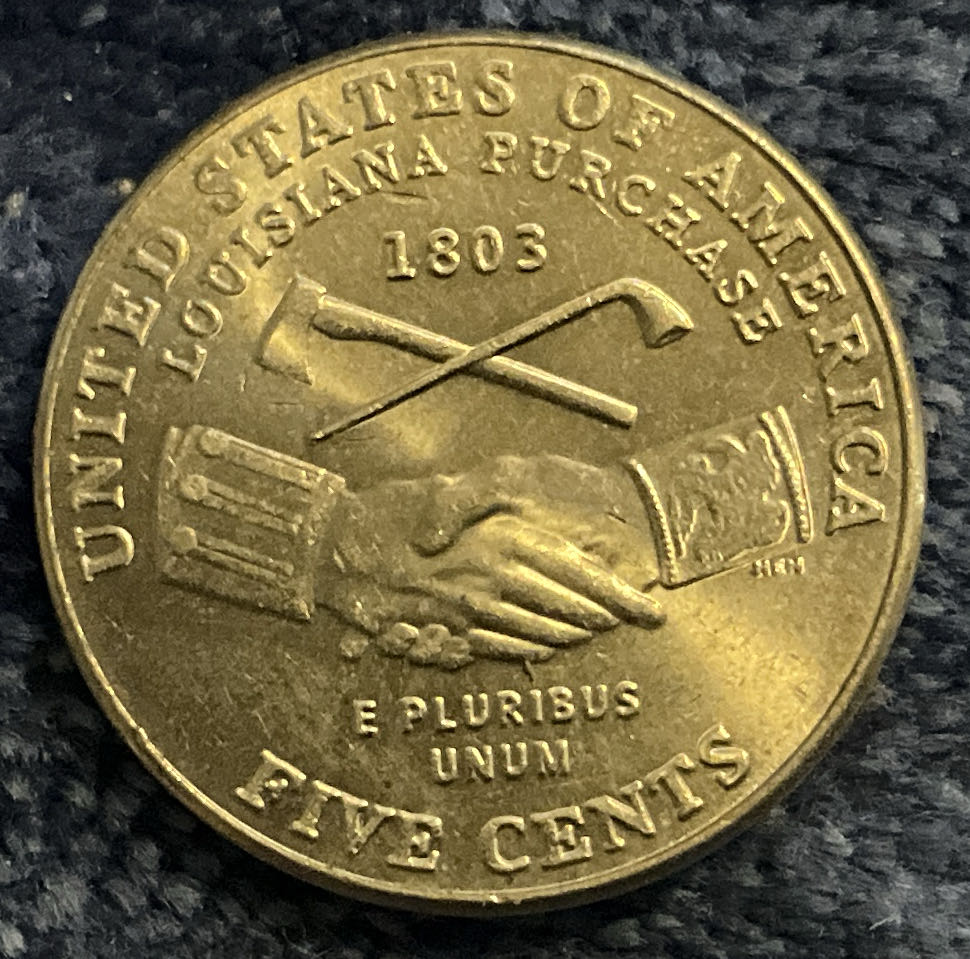 UNITED STATES OF AMERICA
LOUISIANA PURCHASE
1803
E PLURIBUS
UNUM
FIVE CENTS